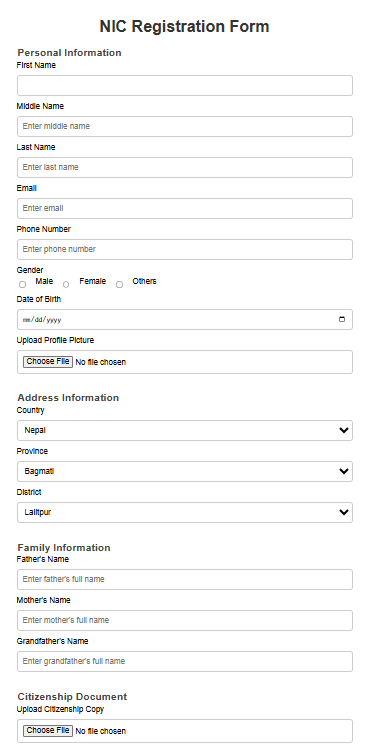 NIC Registration Form
Personal Information
First Name
Middle Name
Enter middle name
Last Name
Enter last name
Email
Enter email
Phone Number
Enter phone number
Gender
Male Female Others
Date of Birth
mm/dd/yyyy
Upload Profile Picture
Choose File No file chosen
Address Information
Country
Nepal
Province
Bagmati
District
Lalitpur
Family Information
Father's Name
Enter father's full name
Mother's Name
Enter mother's full name
Grandfather's Name
Enter grandfather's full name
Citizenship Document
Upload Citizenship Copy
Choose File No file chosen